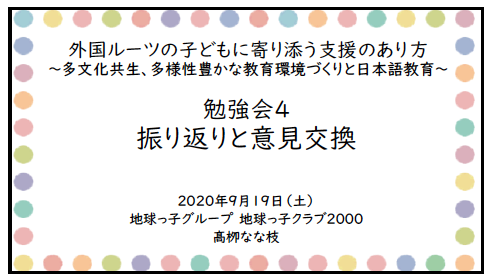 外国ルーツの子どもに寄り添う支援のあり方
～多文化共生、多様性豊かな教育環境づくりと日本語教育～
勉強会4
振り返りと意見交換
2020年9月19日(土)
地球っ子グループ 地球っ子クラブ2000
髙栁なな枝